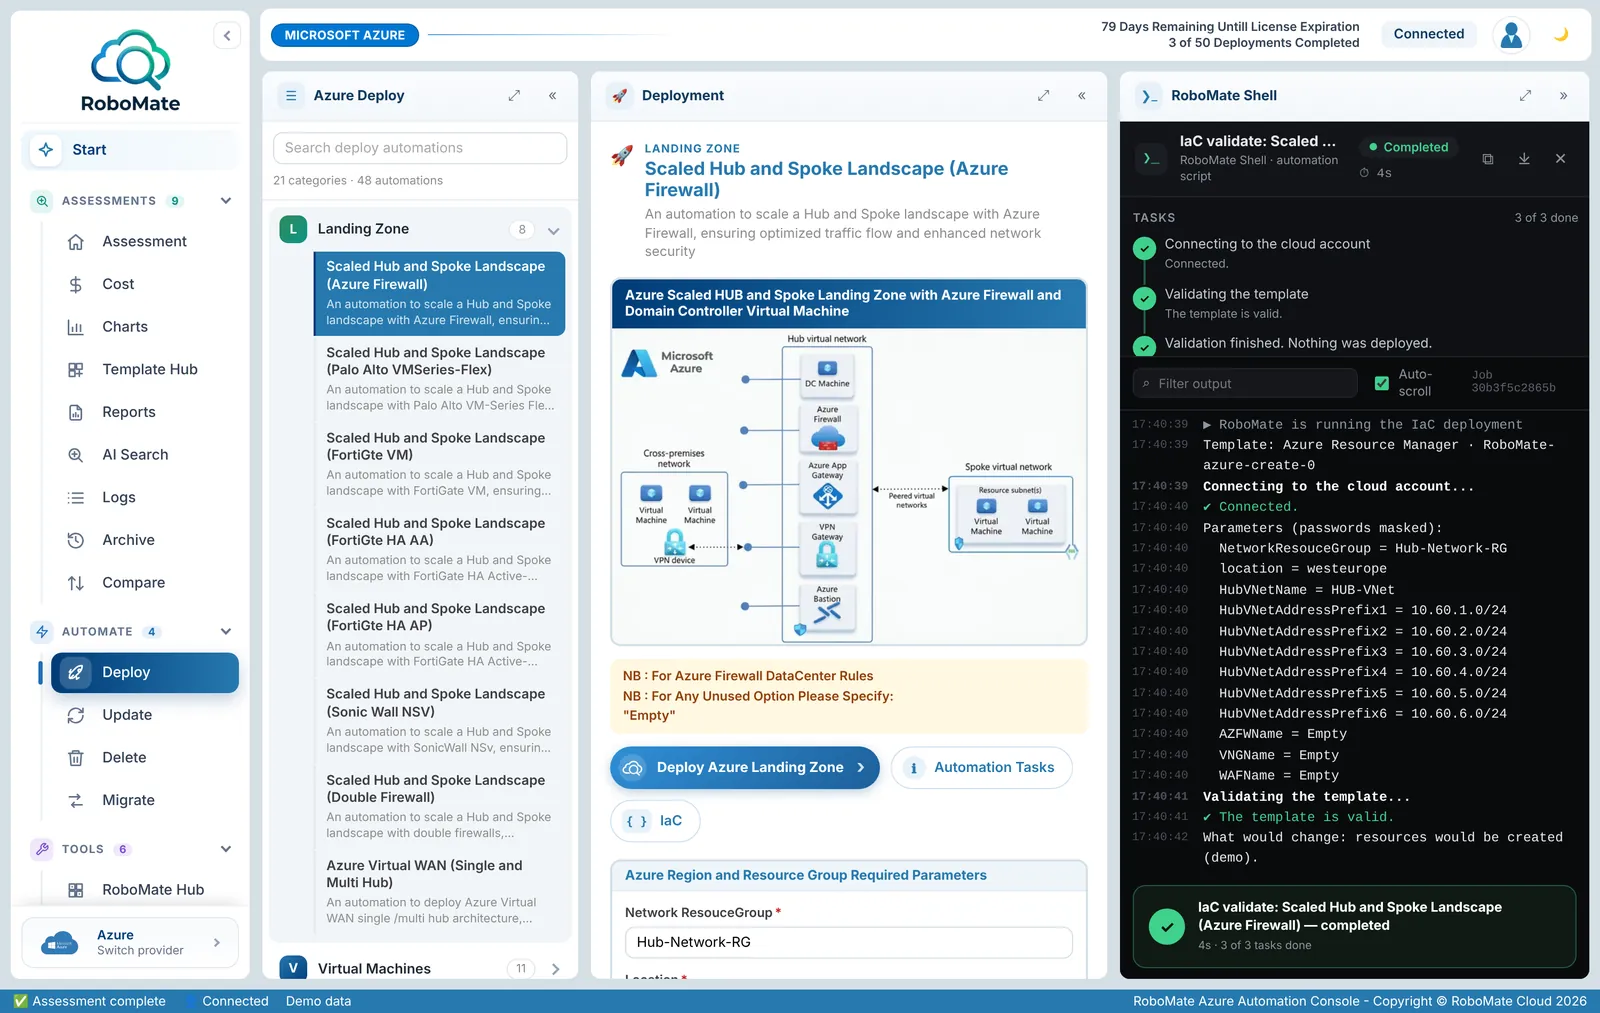 RoboMate
Start
ASSESSMENTS 9
Assessment
Cost
Charts
Template Hub
Reports
AI Search
Logs
Archive
Compare
AUTOMATE 4
Deploy
Update
Delete
Migrate
TOOLS 6
RoboMate Hub
Azure
Switch provider
MICROSOFT AZURE
79 Days Remaining Untill License Expiration
3 of 50 Deployments Completed
Connected
Azure Deploy
Search deploy automations
21 categories · 48 automations
L Landing Zone 8
Scaled Hub and Spoke Landscape
(Azure Firewall)
An automation to scale a Hub and Spoke
landscape with Azure Firewall, ensurin...
Scaled Hub and Spoke Landscape
(Palo Alto VMSeries-Flex)
An automation to scale a Hub and Spoke
landscape with Palo Alto VM-Series Fle...
Scaled Hub and Spoke Landscape
(FortiGte VM)
An automation to scale a Hub and Spoke
landscape with FortiGate VM, ensuring...
Scaled Hub and Spoke Landscape
(FortiGte HA AA)
An automation to scale a Hub and Spoke
landscape with FortiGate HA Active-...
Scaled Hub and Spoke Landscape
(FortiGte HA AP)
An automation to scale a Hub and Spoke
landscape with FortiGate HA Active-...
Scaled Hub and Spoke Landscape
(Sonic Wall NSV)
An automation to scale a Hub and Spoke
landscape with SonicWall NSv, ensurin...
Scaled Hub and Spoke Landscape
(Double Firewall)
An automation to scale a Hub and Spoke
landscape with double firewalls,...
Azure Virtual WAN (Single and
Multi Hub)
An automation to deploy Azure Virtual
WAN single /multi hub architecture,...
V Virtual Machines 11
Deployment
LANDING ZONE
Scaled Hub and Spoke Landscape (Azure
Firewall)
An automation to scale a Hub and Spoke landscape with Azure
Firewall, ensuring optimized traffic flow and enhanced network
security
Azure Scaled HUB and Spoke Landing Zone with Azure Firewall and
Domain Controller Virtual Machine
Microsoft
Azure
Hub virtual network
DC Machine
Azure
Firewall
Azure App
Gateway
VPN
Gateway
Azure
Bastion
Cross-premises
network
Virtual
Machine
Virtual
Machine
VPN device
Peered virtual
networks
Spoke virtual network
Resource subnet(s)
Virtual
Machine
Virtual
Machine
NB : For Azure Firewall DataCenter Rules
NB : For Any Unused Option Please Specify:
"Empty"
Deploy Azure Landing Zone
Automation Tasks
{ } IaC
Azure Region and Resource Group Required Parameters
Network ResouceGroup *
Hub-Network-RG
Location *
RoboMate Shell
IaC validate: Scaled ...
RoboMate Shell · automation
script
Completed
4s
TASKS
3 of 3 done
Connecting to the cloud account
Connected.
Validating the template
The template is valid.
Validation finished. Nothing was deployed.
Filter output
Auto-
scroll
Job
30b3f5c2865b
17:40:39 ▶ RoboMate is running the IaC deployment
17:40:39 Template: Azure Resource Manager · RoboMate-
azure-create-0
17:40:39 Connecting to the cloud account...
17:40:40 ✔ Connected.
17:40:40 Parameters (passwords masked):
17:40:40 NetworkResouceGroup = Hub-Network-RG
17:40:40 location = westeurope
17:40:40 HubVNetName = HUB-VNet
17:40:40 HubVNetAddressPrefix1 = 10.60.1.0/24
17:40:40 HubVNetAddressPrefix2 = 10.60.2.0/24
17:40:40 HubVNetAddressPrefix3 = 10.60.3.0/24
17:40:40 HubVNetAddressPrefix4 = 10.60.4.0/24
17:40:40 HubVNetAddressPrefix5 = 10.60.5.0/24
17:40:40 HubVNetAddressPrefix6 = 10.60.6.0/24
17:40:40 AZFWName = Empty
17:40:40 VNGName = Empty
17:40:40 WAFName = Empty
17:40:41 Validating the template...
17:40:41 ✔ The template is valid.
17:40:42 What would change: resources would be created
(demo).
IaC validate: Scaled Hub and Spoke Landscape
(Azure Firewall) — completed
4s · 3 of 3 tasks done
✅ Assessment complete
Connected
Demo data
RoboMate Azure Automation Console - Copyright © RoboMate Cloud 2026